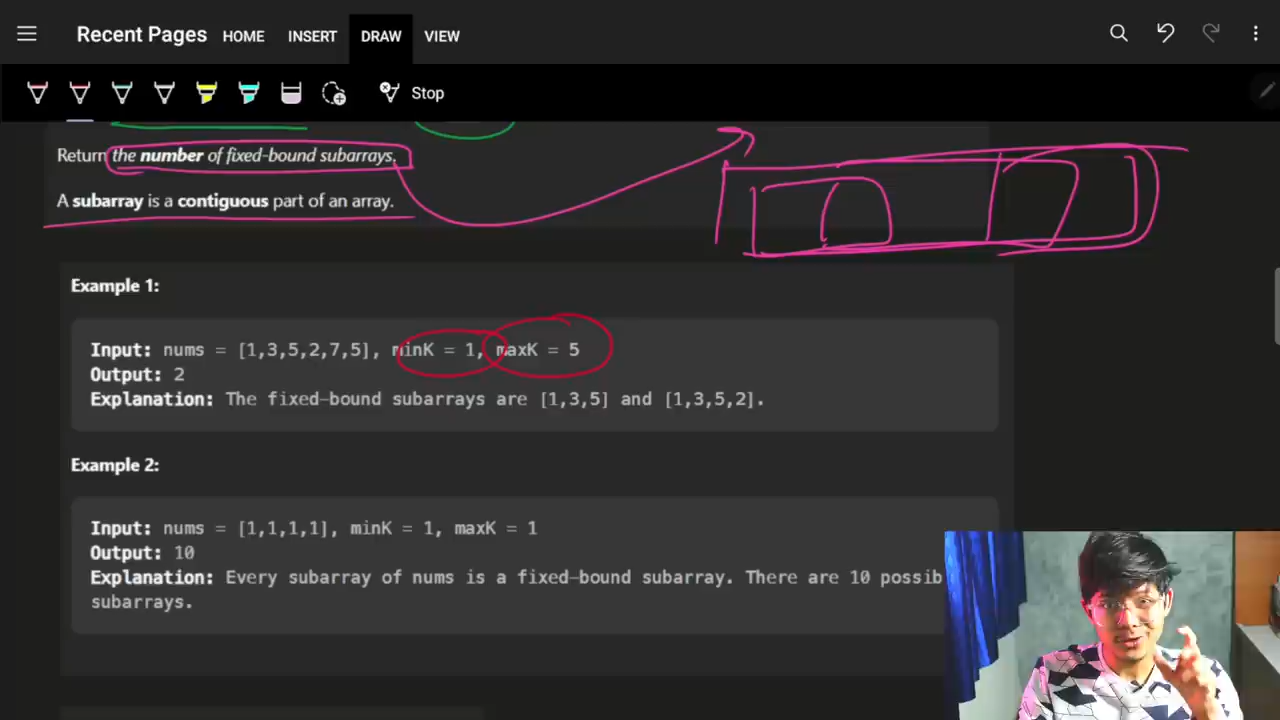 Recent Pages HOME INSERT DRAW VIEW
Stop
Return the number of fixed-bound subarrays.
A subarray is a contiguous part of an array.
Example 1:
Input: nums = [1,3,5,2,7,5], minK = 1, maxK = 5
Output: 2
Explanation: The fixed-bound subarrays are [1,3,5] and [1,3,5,2].
Example 2:
Input: nums = [1,1,1,1], minK = 1, maxK = 1
Output: 10
Explanation: Every subarray of nums is a fixed-bound subarray. There are 10 possib
subarrays.